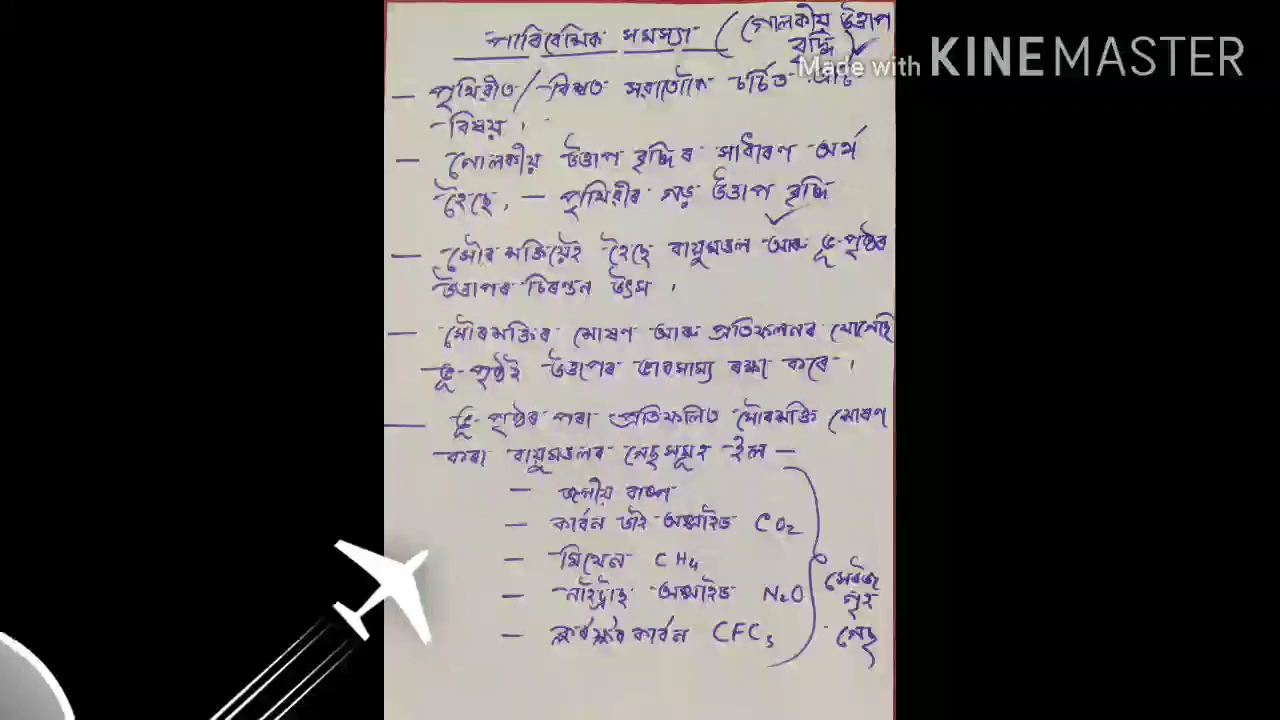 পাৰিবেশিক সমস্যা (গোলকীয় উত্তাপ
বৃদ্ধি)
Made with KINEMASTER
– পৃথিৱীত/বিশ্বত সৱাতোকৈ চৰ্চিত এটি
বিষয়।
– গোলকীয় উত্তাপ বৃদ্ধিৰ সাধাৰণ অৰ্থ
হৈছে, – পৃথিৱীৰ গড় উত্তাপ বৃদ্ধি
– সৌৰ শক্তিয়েই হৈছে বায়ুমণ্ডল আৰু ভূ-পৃষ্ঠৰ
উত্তাপৰ চিৰন্তন উৎস।
– সৌৰশক্তিৰ শোষণ আৰু প্ৰতিফলনৰ যোগেদি
ভূ-পৃষ্ঠই উত্তাপৰ ভাৰসাম্য ৰক্ষা কৰে।
– ভূ-পৃষ্ঠৰ পৰা প্ৰতিফলিত সৌৰশক্তি শোষণ
কৰা বায়ুমণ্ডলৰ গেছসমূহ হ'ল –
– জলীয় বাষ্প
– কাৰ্বন ডাই অক্সাইড CO₂
– মিথেন CH₄
– নাইট্ৰাছ অক্সাইড N₂O
– ক্ল'ৰ'ফ্ল'ৰ কাৰ্বন CFCs
সেউজ
গৃহ
গেছ